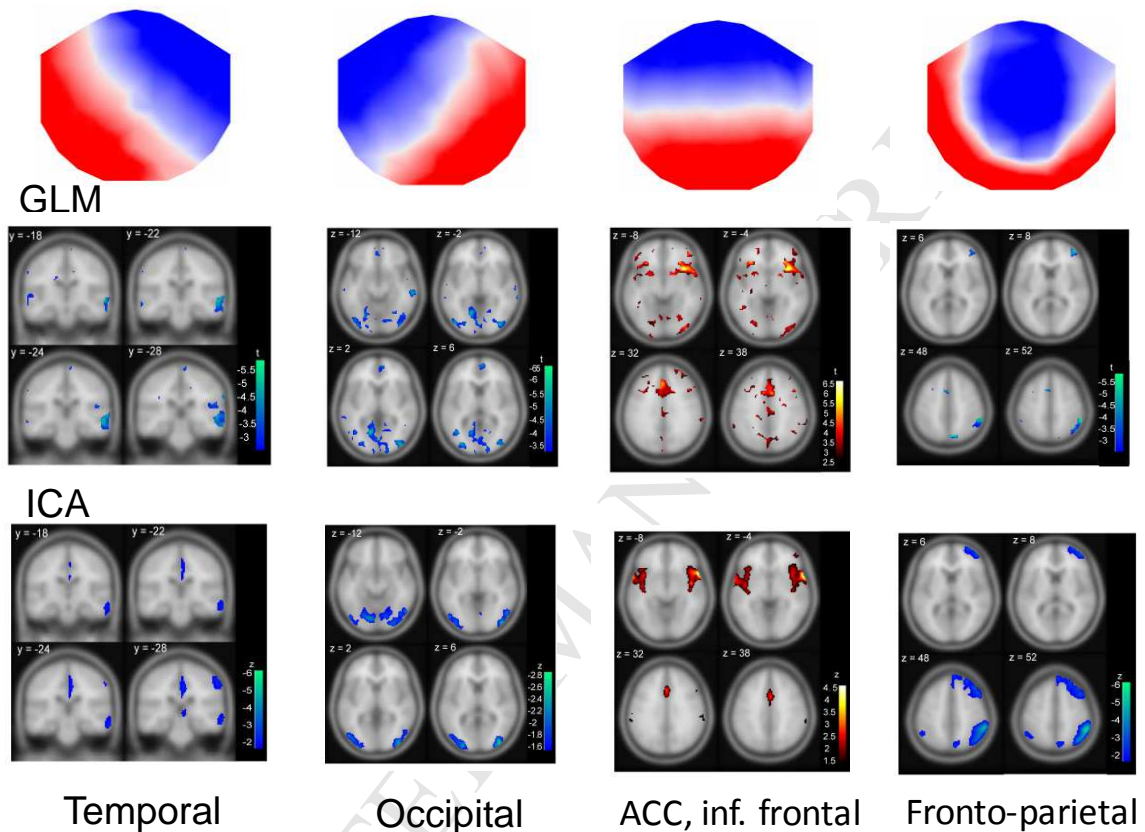 GLM
y = -18 y = -22
y = -24 y = -28
t
-5.5
-5
-4.5
-4
-3.5
-3
z = -12 z = -2
z = 2 z = 6
t
-65
-6
-5.5
-5
-4.5
-4
-3.5
z = -8 z = -4
z = 32 z = 38
t
6.5
6
5.5
5
4.5
4
3.5
3
2.5
z = 6 z = 8
z = 48 z = 52
t
-5.5
-5
-4.5
-4
-3.5
-3
ICA
y = -18 y = -22
y = -24 y = -28
z
-6
-5
-4
-3
-2
z = -12 z = -2
z = 2 z = 6
z
-2.8
-2.6
-2.4
-2.2
-2
-1.8
-1.6
z = -8 z = -4
z = 32 z = 38
z
4.5
4
3.5
3
2.5
2
1.5
z = 6 z = 8
z = 48 z = 52
z
-6
-5
-4
-3
-2
Temporal Occipital ACC, inf. frontal Fronto-parietal